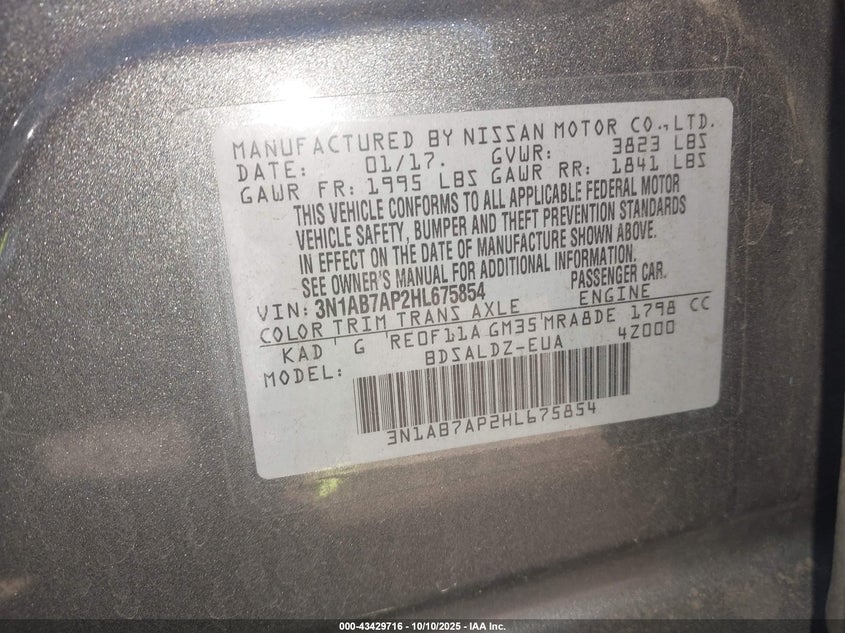 MANUFACTURED BY NISSAN MOTOR CO.,LTD.
DATE: 01/17. GVWR: 3823 LBS
GAWR FR: 1995 LBS GAWR RR: 1841 LBS
THIS VEHICLE CONFORMS TO ALL APPLICABLE FEDERAL MOTOR
VEHICLE SAFETY, BUMPER AND THEFT PREVENTION STANDARDS
IN EFFECT ON THE DATE OF MANUFACTURE SHOWN ABOVE.
SEE OWNER'S MANUAL FOR ADDITIONAL INFORMATION.
VIN: 3N1AB7AP2HL675854 PASSENGER CAR.
COLOR TRIM TRANS AXLE ENGINE
KAD G RE0F11A GM35 MRA8DE 1798 CC
MODEL: BDSALDZ-EUA 4Z000
3N1AB7AP2HL675854
000-43429716 - 10/10/2025 - IAA Inc.